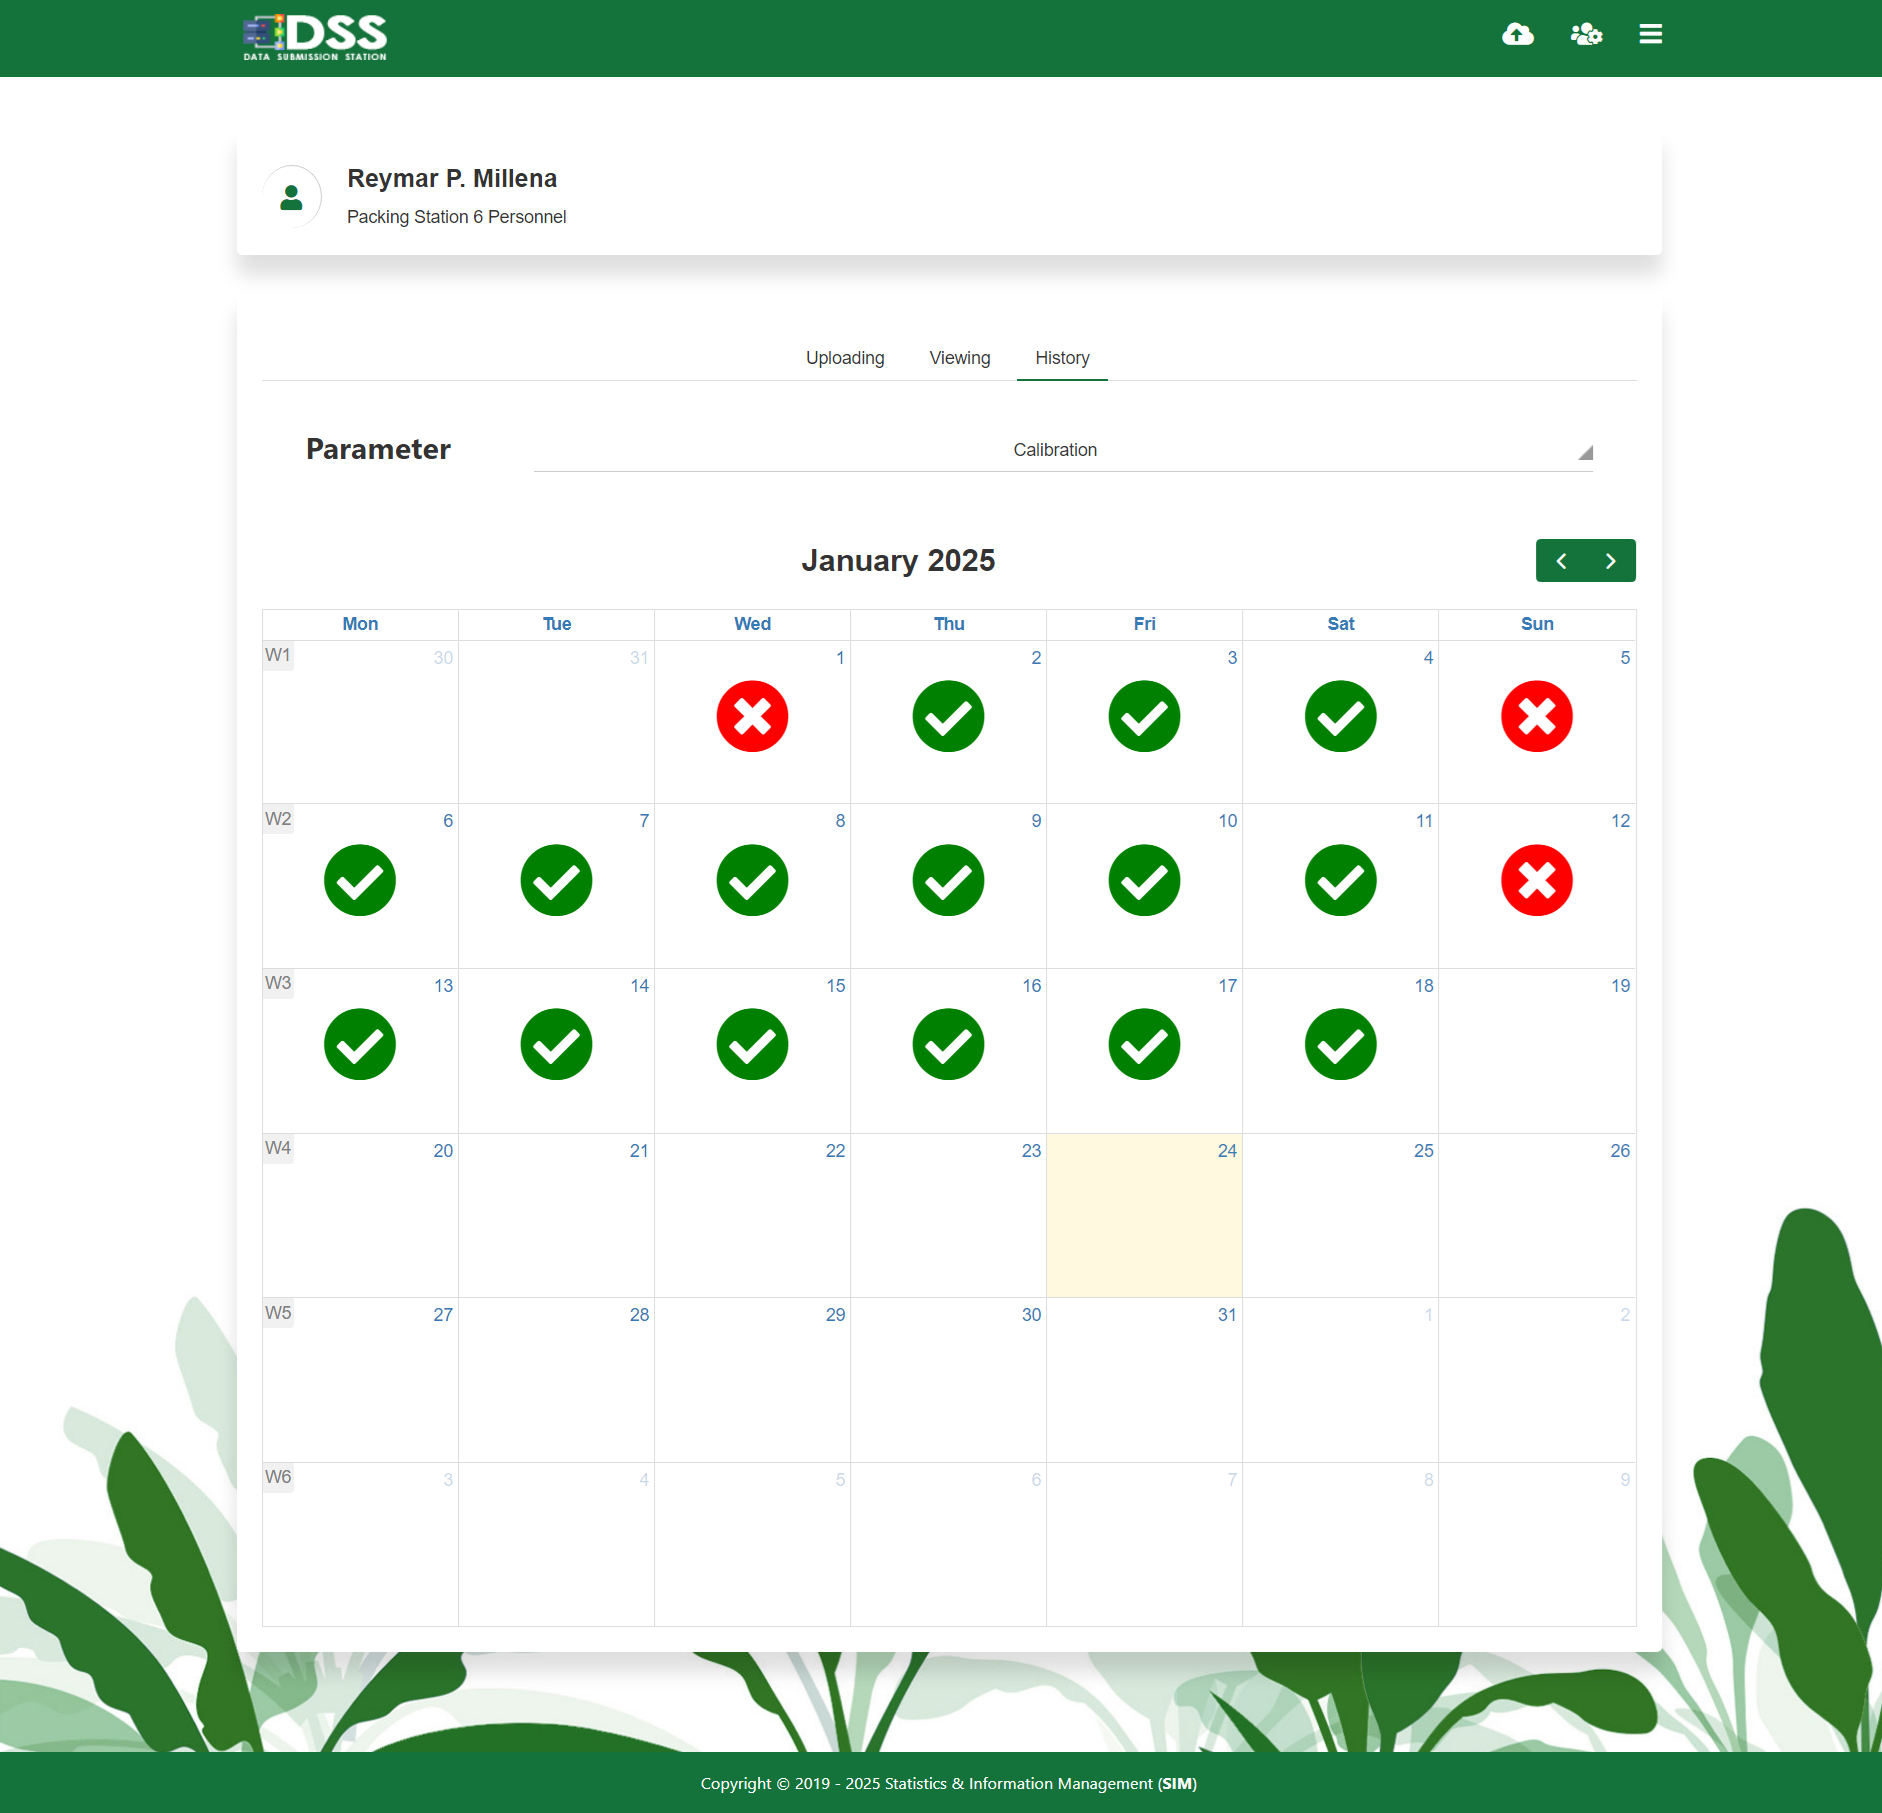 DSS
DATA SUBMISSION STATION
Reymar P. Millena
Packing Station 6 Personnel
Uploading Viewing History
Parameter Calibration
January 2025
Mon Tue Wed Thu Fri Sat Sun
W1 30 31 1 2 3 4 5
W2 6 7 8 9 10 11 12
W3 13 14 15 16 17 18 19
W4 20 21 22 23 24 25 26
W5 27 28 29 30 31 1 2
W6 3 4 5 6 7 8 9
Copyright © 2019 - 2025 Statistics & Information Management (SIM)